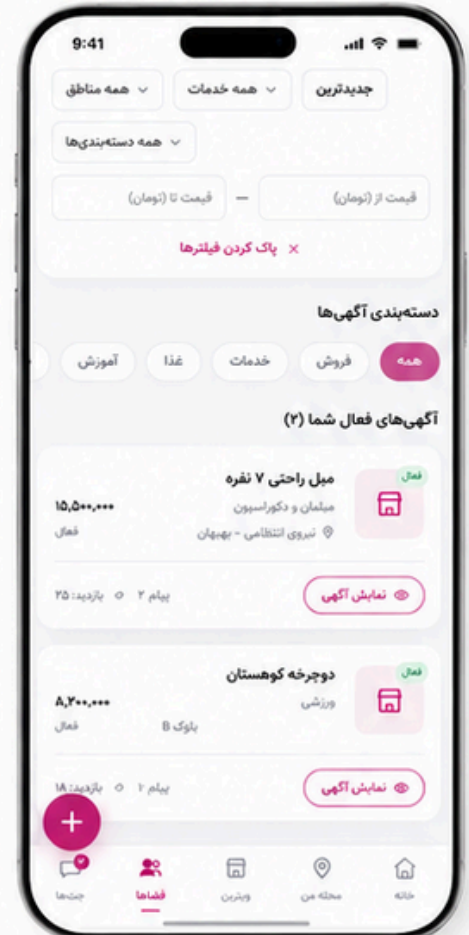 9:41
جدیدترین
همه خدمات
همه مناطق
همه دسته‌بندی‌ها
قیمت از (تومان) — قیمت تا (تومان)
× پاک کردن فیلترها
دسته‌بندی آگهی‌ها
همه فروش خدمات غذا آموزش
آگهی‌های فعال شما (۲)
فعال
مبل راحتی ۷ نفره
مبلمان و دکوراسیون
۱۵,۵۰۰,۰۰۰
نیروی انتظامی - بهبهان
فعال
نمایش آگهی
پیام ۲
بازدید: ۲۵
فعال
دوچرخه کوهستان
ورزشی
۸,۲۰۰,۰۰۰
بلوک B
فعال
نمایش آگهی
پیام ۱
بازدید: ۱۸
+
خانه
محله من
ویترین
فضاها
چت‌ها